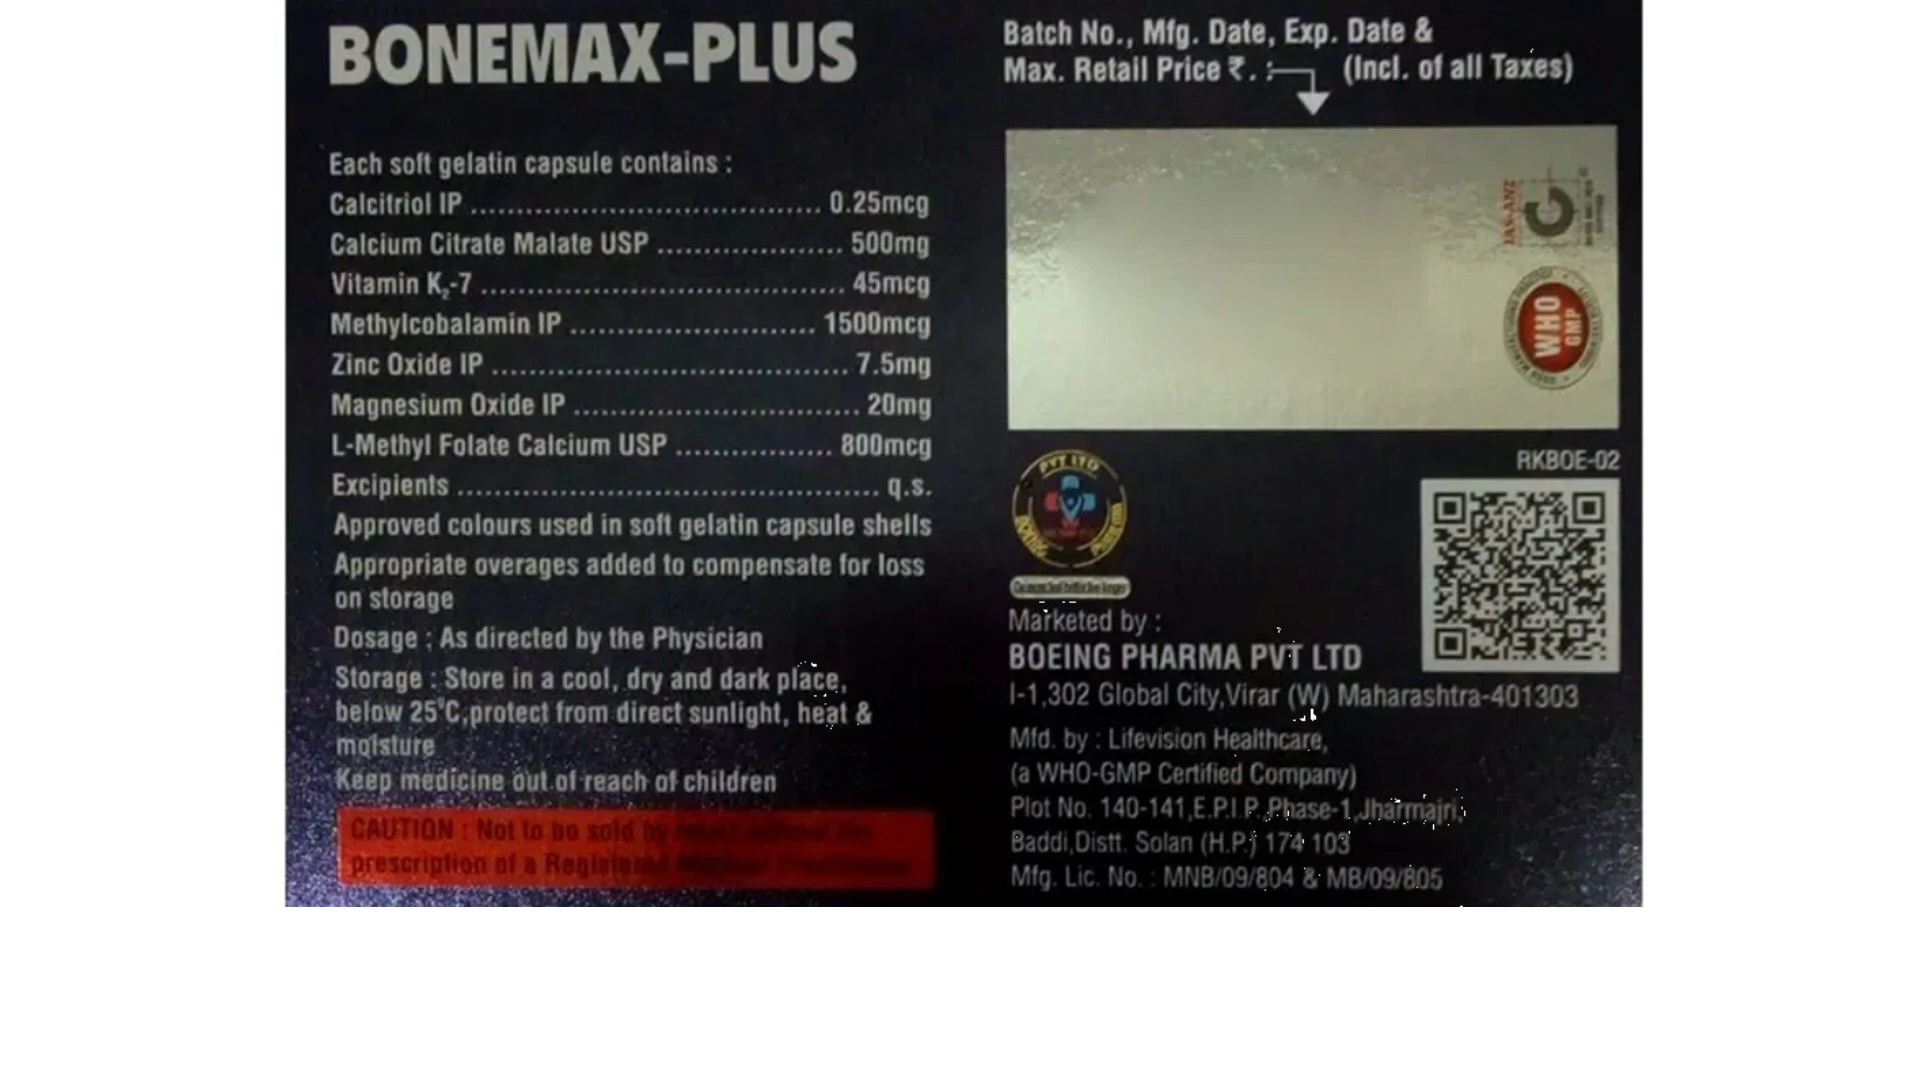 BONEMAX-PLUS
Each soft gelatin capsule contains :
Calcitriol IP ........................................ 0.25mcg
Calcium Citrate Malate USP ..................... 500mg
Vitamin K₂-7 ......................................... 45mcg
Methylcobalamin IP ............................ 1500mcg
Zinc Oxide IP ........................................ 7.5mg
Magnesium Oxide IP ................................ 20mg
L-Methyl Folate Calcium USP ................. 800mcg
Excipients ................................................ q.s.
Approved colours used in soft gelatin capsule shells
Appropriate overages added to compensate for loss
on storage
Dosage : As directed by the Physician
Storage : Store in a cool, dry and dark place,
below 25°C,protect from direct sunlight, heat &
moisture
Keep medicine out of reach of children
CAUTION : Not to be sold by
prescription of a Registered
Batch No., Mfg. Date, Exp. Date &
Max. Retail Price ₹. : (Incl. of all Taxes)
JAS-ANZ
WHO
GMP
RKBOE-02
PVT LTD
BOEING PHARMA
Marketed by :
BOEING PHARMA PVT LTD
I-1,302 Global City,Virar (W) Maharashtra-401303
Mfd. by : Lifevision Healthcare,
(a WHO-GMP Certified Company)
Plot No. 140-141,E.P.I.P.,Phase-1,Jharmajri,
Baddi,Distt. Solan (H.P.) 174 103
Mfg. Lic. No. : MNB/09/804 & MB/09/805